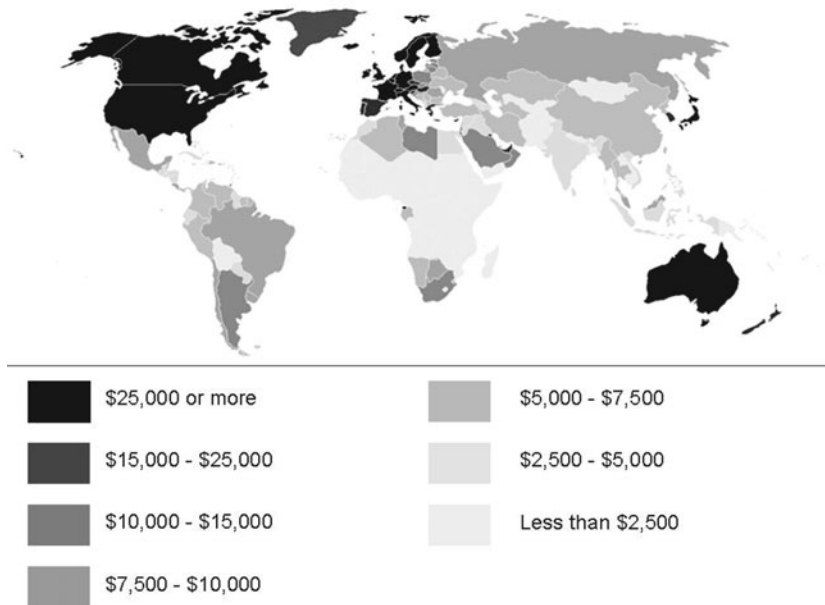 $25,000 or more
$15,000 - $25,000
$10,000 - $15,000
$7,500 - $10,000
$5,000 - $7,500
$2,500 - $5,000
Less than $2,500